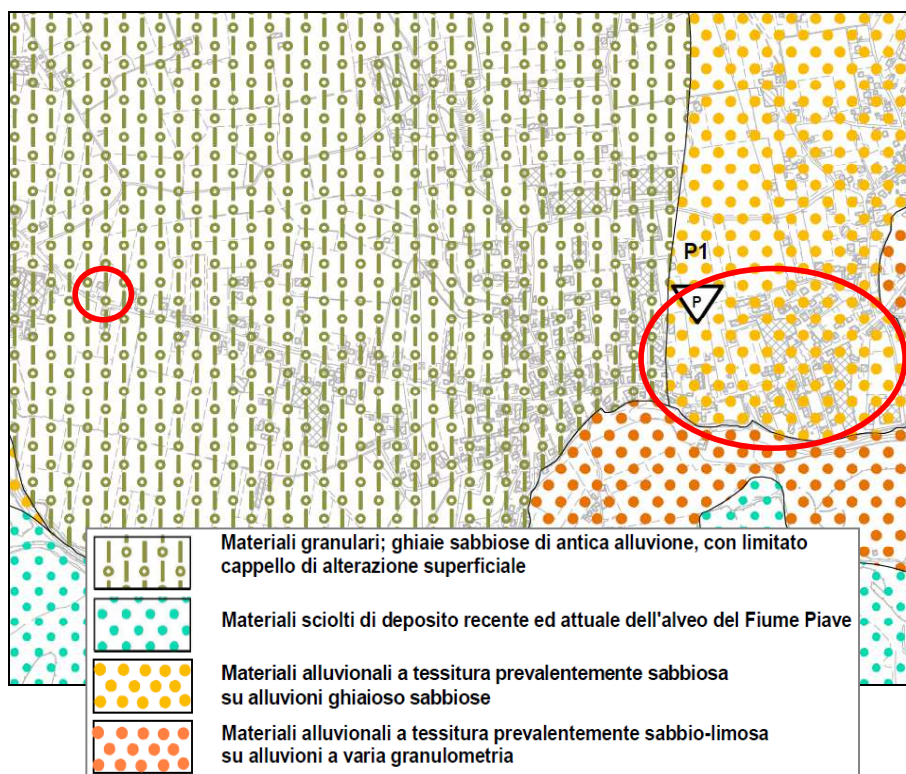 P1
P
Materiali granulari; ghiaie sabbiose di antica alluvione, con limitato
cappello di alterazione superficiale
Materiali sciolti di deposito recente ed attuale dell'alveo del Fiume Piave
Materiali alluvionali a tessitura prevalentemente sabbiosa
su alluvioni ghiaioso sabbiose
Materiali alluvionali a tessitura prevalentemente sabbio-limosa
su alluvioni a varia granulometria